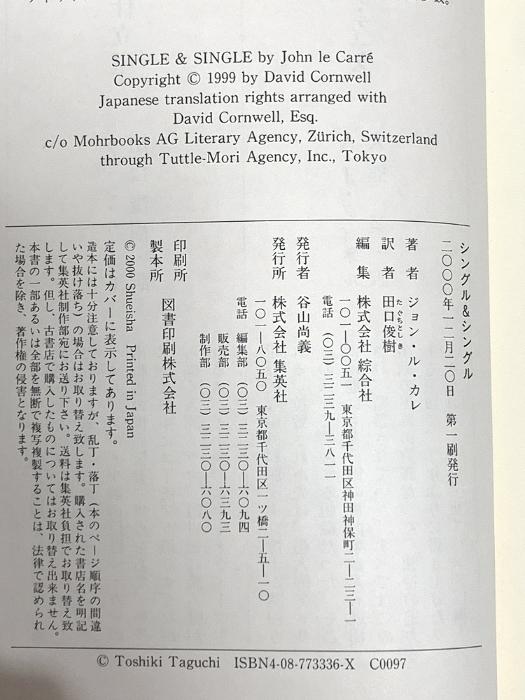 SINGLE & SINGLE by John le Carré
Copyright © 1999 by David Cornwell
Japanese translation rights arranged with
David Cornwell, Esq.
c/o Mohrbooks AG Literary Agency, Zürich, Switzerland
through Tuttle-Mori Agency, Inc., Tokyo
シングル＆シングル
二〇〇〇年一二月二〇日 第一刷発行
著者 ジョン・ル・カレ
訳者 田口俊樹
たぐちとしき
編集 株式会社 綜合社
一〇一―〇〇五一 東京都千代田区神田神保町二―二三―一
電話 （〇三）三二三九―三八一一
発行者 谷山尚義
発行所 株式会社 集英社
一〇一―八〇五〇 東京都千代田区一ツ橋二―五―一〇
電話 編集部 （〇三）三二三〇―六〇九四
販売部 （〇三）三二三〇―六三九三
制作部 （〇三）三二三〇―六〇八〇
印刷所 図書印刷株式会社
製本所
© 2000 Shueisha Printed in Japan
定価はカバーに表示してあります。
造本には十分注意しておりますが、乱丁・落丁（本のページ順序の間違
いや抜け落ち）の場合はお取り替え致します。購入された書店名を明記
して集英社制作部宛にお送り下さい。送料は集英社負担でお取り替え致
します。但し、古書店で購入したものについてはお取り替え出来ません。
本書の一部あるいは全部を無断で複写複製することは、法律で認められ
た場合を除き、著作権の侵害となります。
© Toshiki Taguchi ISBN4-08-773336-X C0097